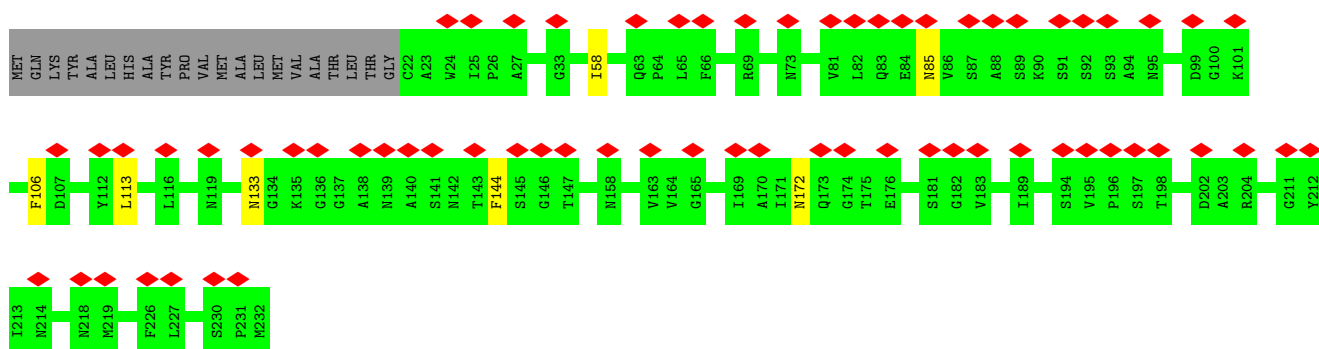 MET GLN LYS TYR ALA LEU HIS ALA TYR PRO VAL MET ALA LEU MET VAL ALA THR LEU THR GLY C22 A23 W24 I25 P26 A27 G33 I58 Q63 P64 L65 F66 R69 N73 V81 L82 Q83 E84 N85 V86 S87 A88 S89 K90 S91 S92 S93 A94 N95 D99 G100 K101
F106 D107 Y112 L113 L116 N119 N133 G134 K135 G136 G137 A138 N139 A140 S141 N142 T143 F144 S145 G146 T147 N158 V163 V164 G165 I169 A170 I171 N172 Q173 G174 T175 E176 S181 G182 V183 I189 S194 V195 P196 S197 T198 D202 A203 R204 G211 Y212
I213 N214 N218 M219 F226 L227 S230 P231 M232